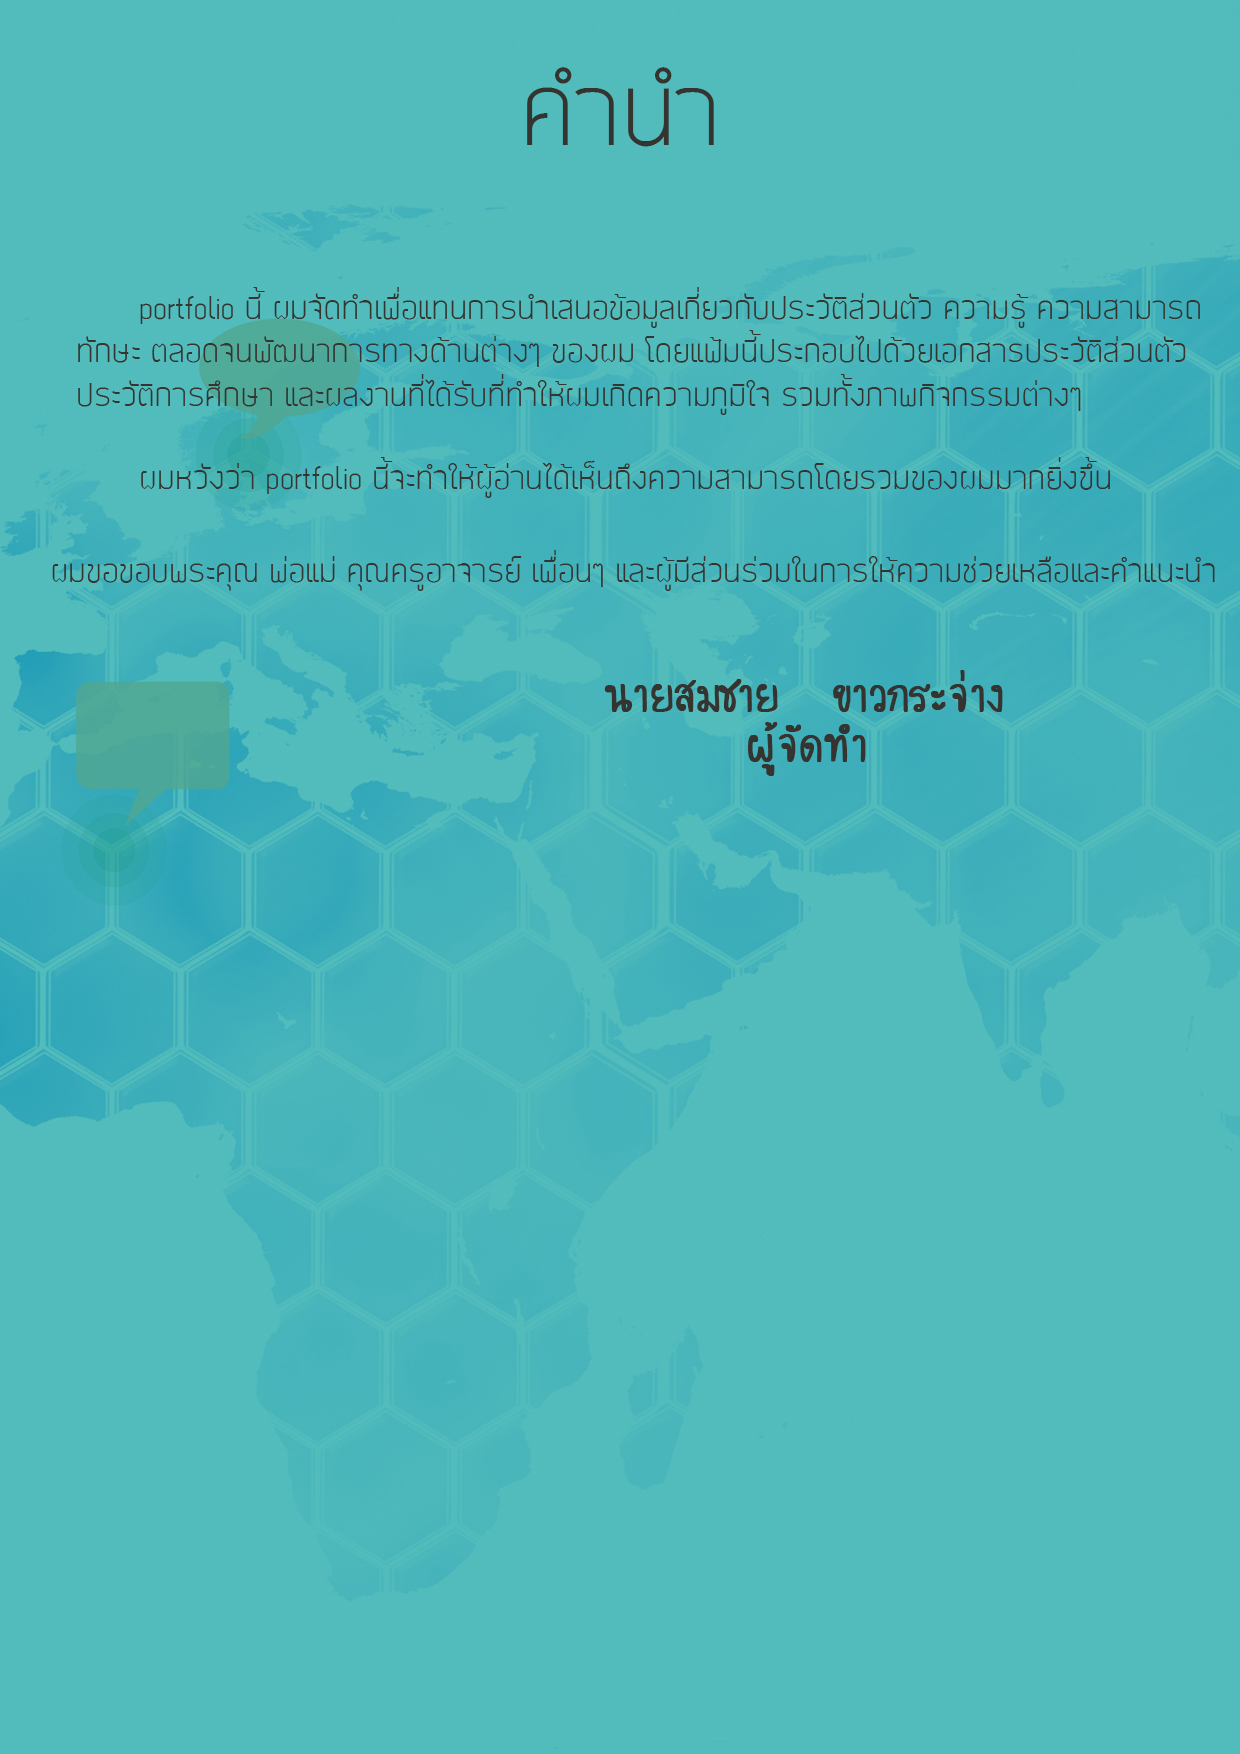 คำนำ
portfolio นี้ ผมจัดทำเพื่อแทนการนำเสนอข้อมูลเกี่ยวกับประวัติส่วนตัว ความรู้ ความสามารถ
ทักษะ ตลอดจนพัฒนาการทางด้านต่างๆ ของผม โดยแฟ้มนี้ประกอบไปด้วยเอกสารประวัติส่วนตัว
ประวัติการศึกษา และผลงานที่ได้รับที่ทำให้ผมเกิดความภูมิใจ รวมทั้งภาพกิจกรรมต่างๆ
ผมหวังว่า portfolio นี้จะทำให้ผู้อ่านได้เห็นถึงความสามารถโดยรวมของผมมากยิ่งขึ้น
ผมขอขอบพระคุณ พ่อแม่ คุณครูอาจารย์ เพื่อนๆ และผู้มีส่วนร่วมในการให้ความช่วยเหลือและคำแนะนำ
นายสมชาย ขาวกระจ่าง
ผู้จัดทำ